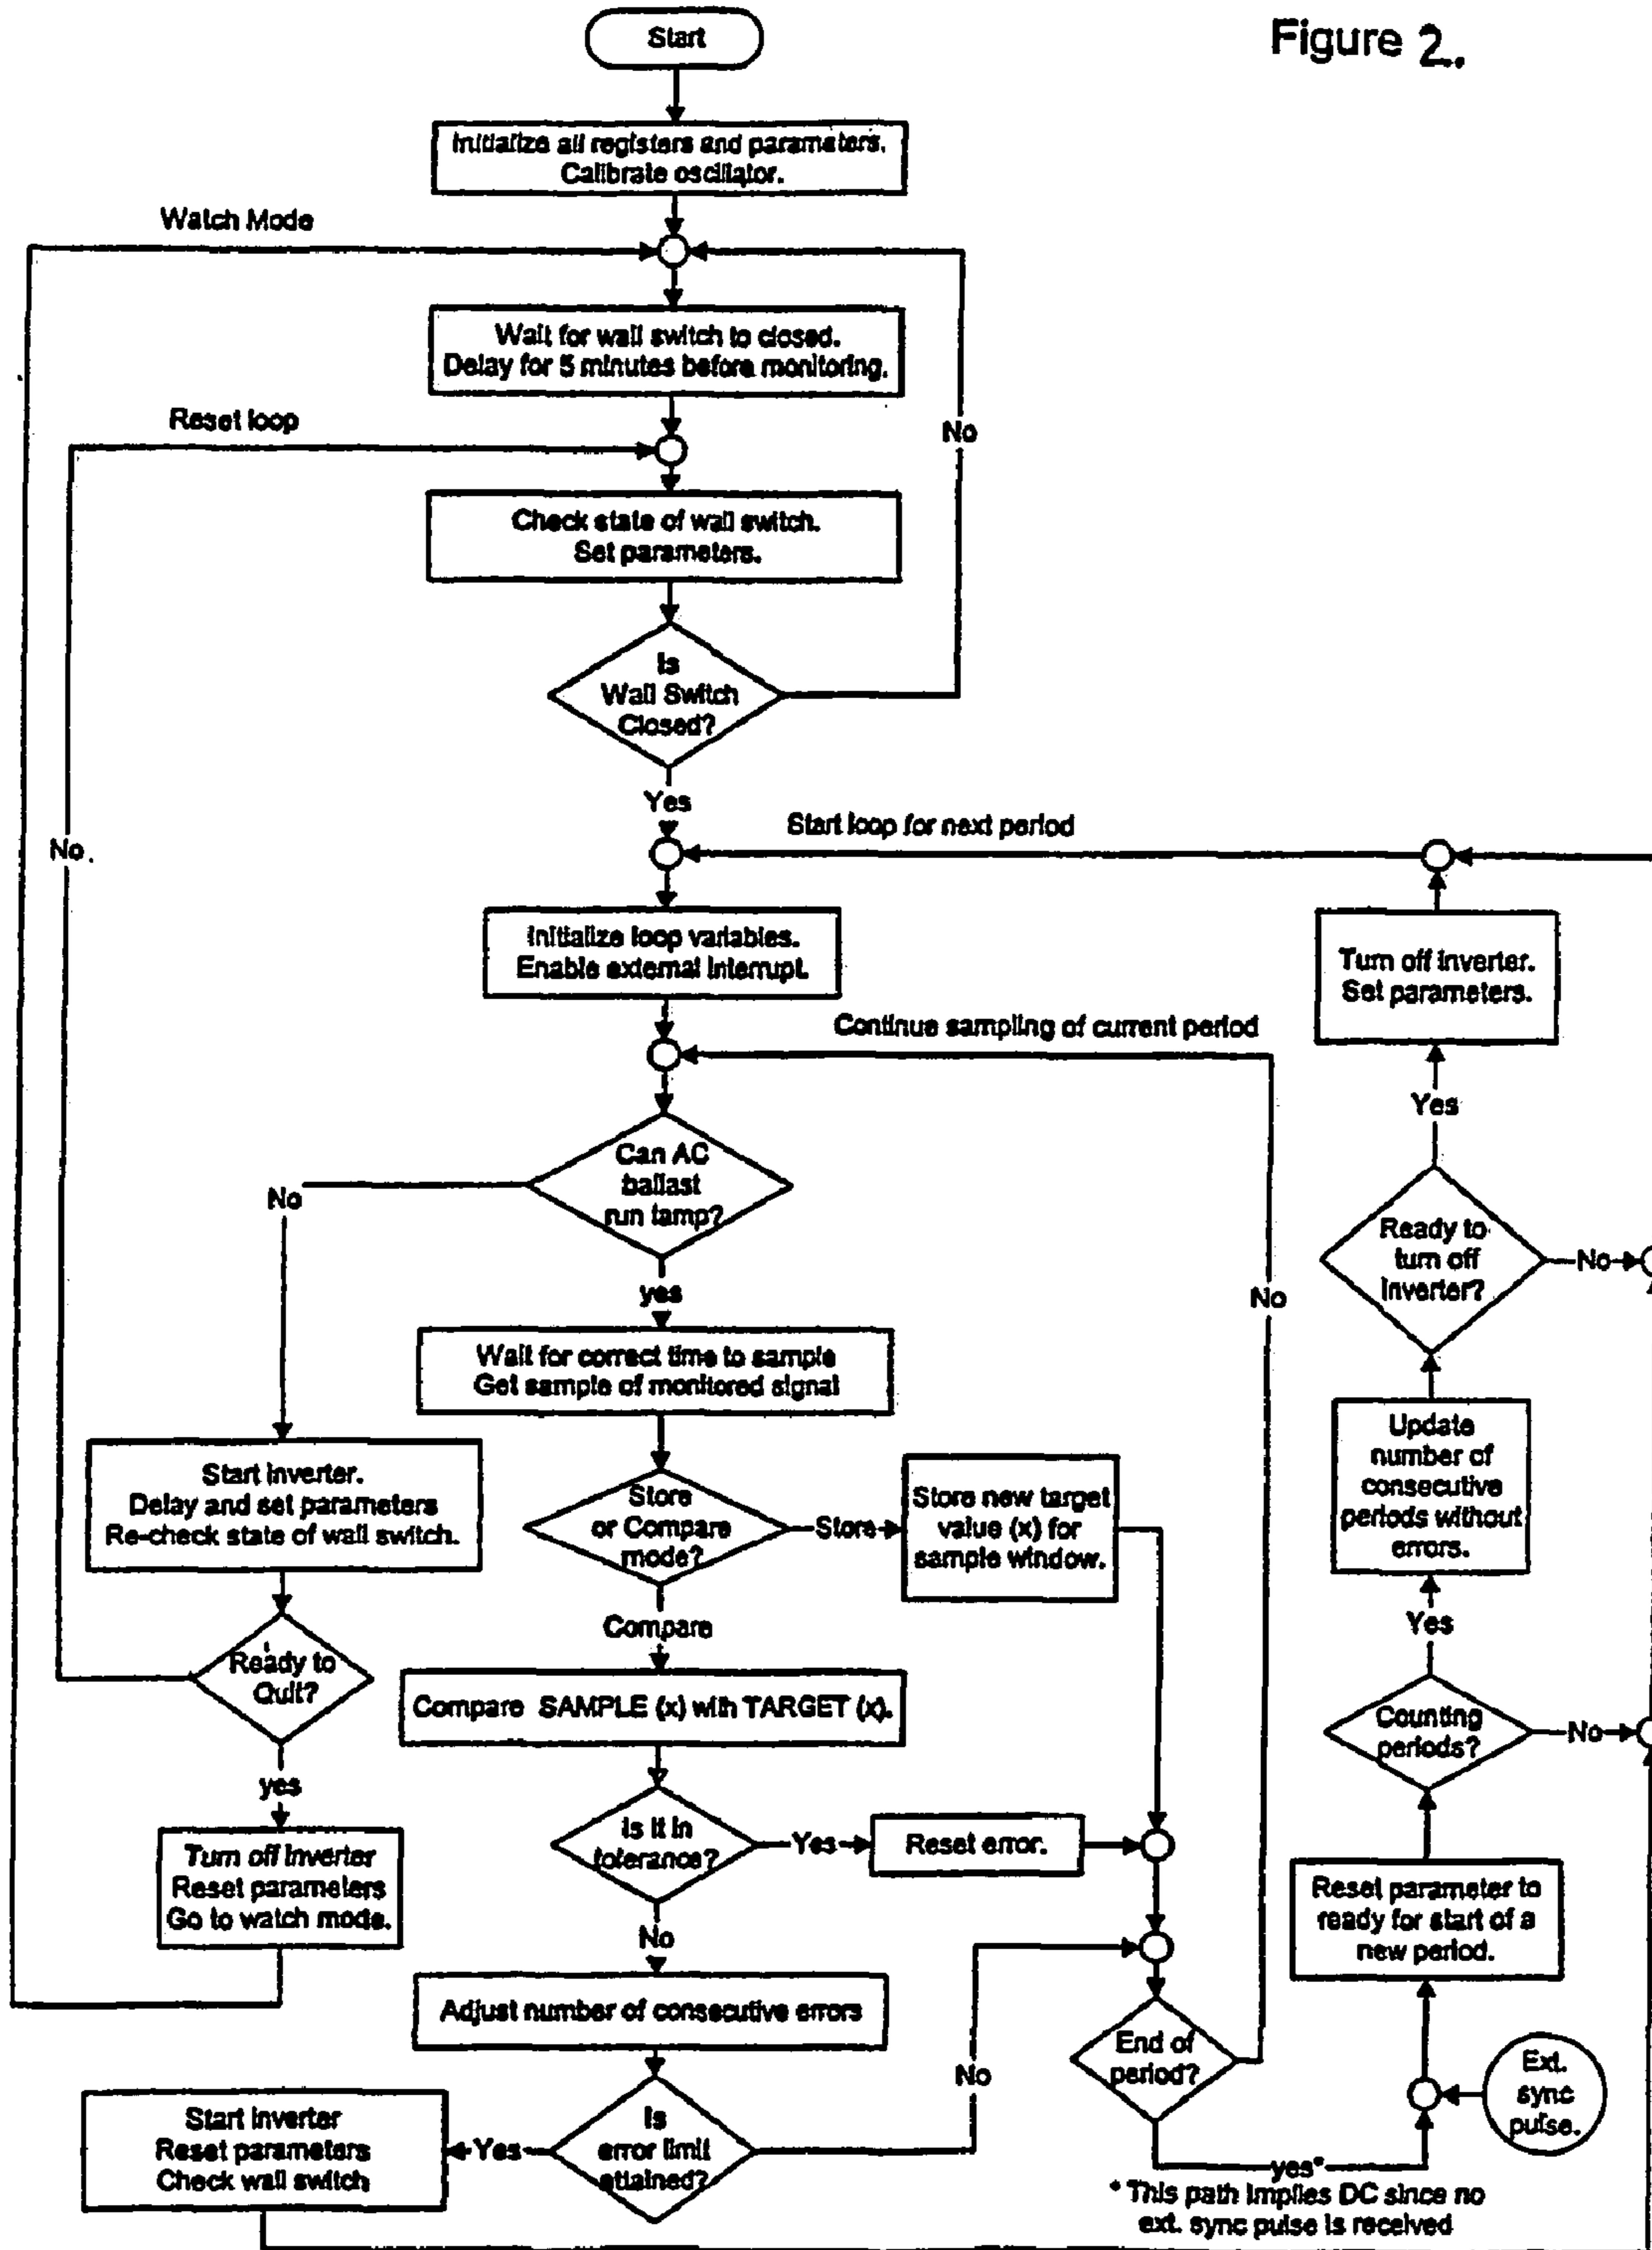 Figure 2.
Start
Initialize all registers and parameters.
Calibrate oscillator.
Watch Mode
Wait for wall switch to closed.
Delay for 5 minutes before monitoring.
No
Reset loop
Check state of wall switch.
Set parameters.
Is
Wall Switch
Closed?
Yes
No.
Start loop for next period
Initialize loop variables.
Enable external interrupt.
Turn off inverter.
Set parameters.
Continue sampling of current period
Yes
Can AC
ballast
run lamp?
No
yes
No
Ready to
turn off
inverter?
No
Wait for correct time to sample
Get sample of monitored signal
Start inverter.
Delay and set parameters
Re-check state of wall switch.
Store
or Compare
mode?
Store
Store new target
value (x) for
sample window.
Update
number of
consecutive
periods without
errors.
Yes
Compare
Ready to
Quit?
Compare SAMPLE (x) with TARGET (x).
Counting
periods?
No
yes
Is it in
tolerance?
Yes
Reset error.
Turn off inverter
Reset parameters
Go to watch mode.
No
Reset parameter to
ready for start of a
new period.
Adjust number of consecutive errors
End of
period?
Ext.
sync
pulse.
No
Start inverter
Reset parameters
Check wall switch
Yes
Is
error limit
attained?
yes*
* This path implies DC since no
ext. sync pulse is received